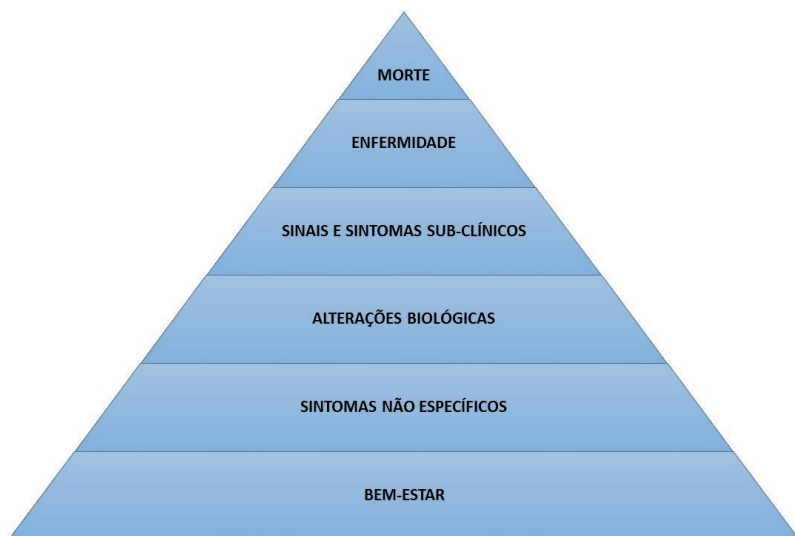 MORTE
ENFERMIDADE
SINAIS E SINTOMAS SUB-CLÍNICOS
ALTERAÇÕES BIOLÓGICAS
SINTOMAS NÃO ESPECÍFICOS
BEM-ESTAR